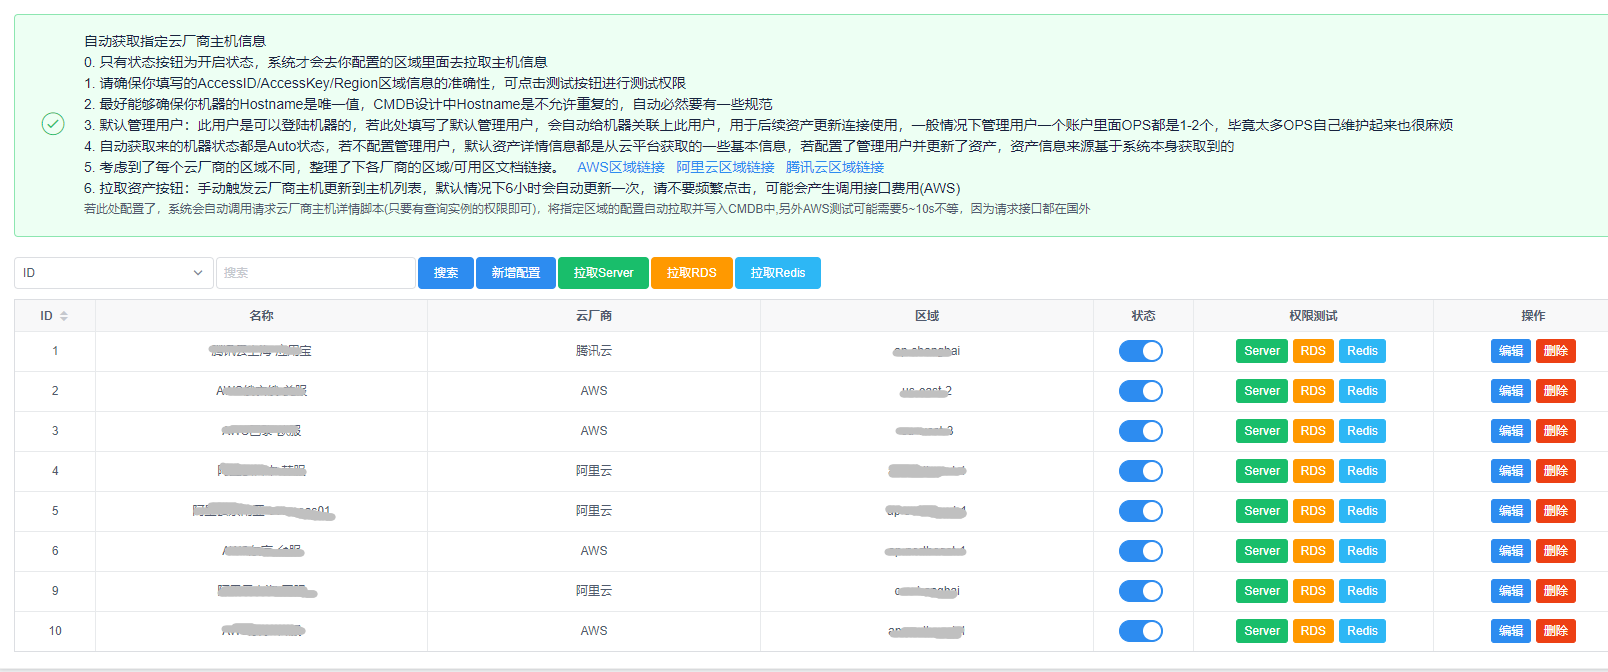 自动获取指定云厂商主机信息
0. 只有状态按钮为开启状态，系统才会去你配置的区域里面去拉取主机信息
1. 请确保你填写的AccessID/AccessKey/Region区域信息的准确性，可点击测试按钮进行测试权限
2. 最好能够确保你机器的Hostname是唯一值，CMDB设计中Hostname是不允许重复的，自动必然要有一些规范
3. 默认管理用户：此用户是可以登陆机器的，若此处填写了默认管理用户，会自动给机器关联上此用户，用于后续资产更新连接使用，一般情况下管理用户一个账户里面OPS都是1-2个，毕竟太多OPS自己维护起来也很麻烦
4. 自动获取来的机器状态都是Auto状态，若不配置管理用户，默认资产详情信息都是从云平台获取的一些基本信息，若配置了管理用户并更新了资产，资产信息来源基于系统本身获取到的
5. 考虑到了每个云厂商的区域不同，整理了下各厂商的区域/可用区文档链接。 AWS区域链接 阿里云区域链接 腾讯云区域链接
6. 拉取资产按钮：手动触发云厂商主机更新到主机列表，默认情况下6小时会自动更新一次，请不要频繁点击，可能会产生调用接口费用(AWS)
若此处配置了，系统会自动调用请求云厂商主机详情脚本(只要有查询实例的权限即可)，将指定区域的配置自动拉取并写入CMDB中,另外AWS测试可能需要5~10s不等，因为请求接口都在国外
ID 搜索 搜索 新增配置 拉取Server 拉取RDS 拉取Redis
ID 名称 云厂商 区域 状态 权限测试 操作
1 腾讯云 Server RDS Redis 编辑 删除
2 AWS Server RDS Redis 编辑 删除
3 AWS Server RDS Redis 编辑 删除
4 阿里云 Server RDS Redis 编辑 删除
5 阿里云 Server RDS Redis 编辑 删除
6 AWS Server RDS Redis 编辑 删除
9 阿里云 Server RDS Redis 编辑 删除
10 AWS Server RDS Redis 编辑 删除